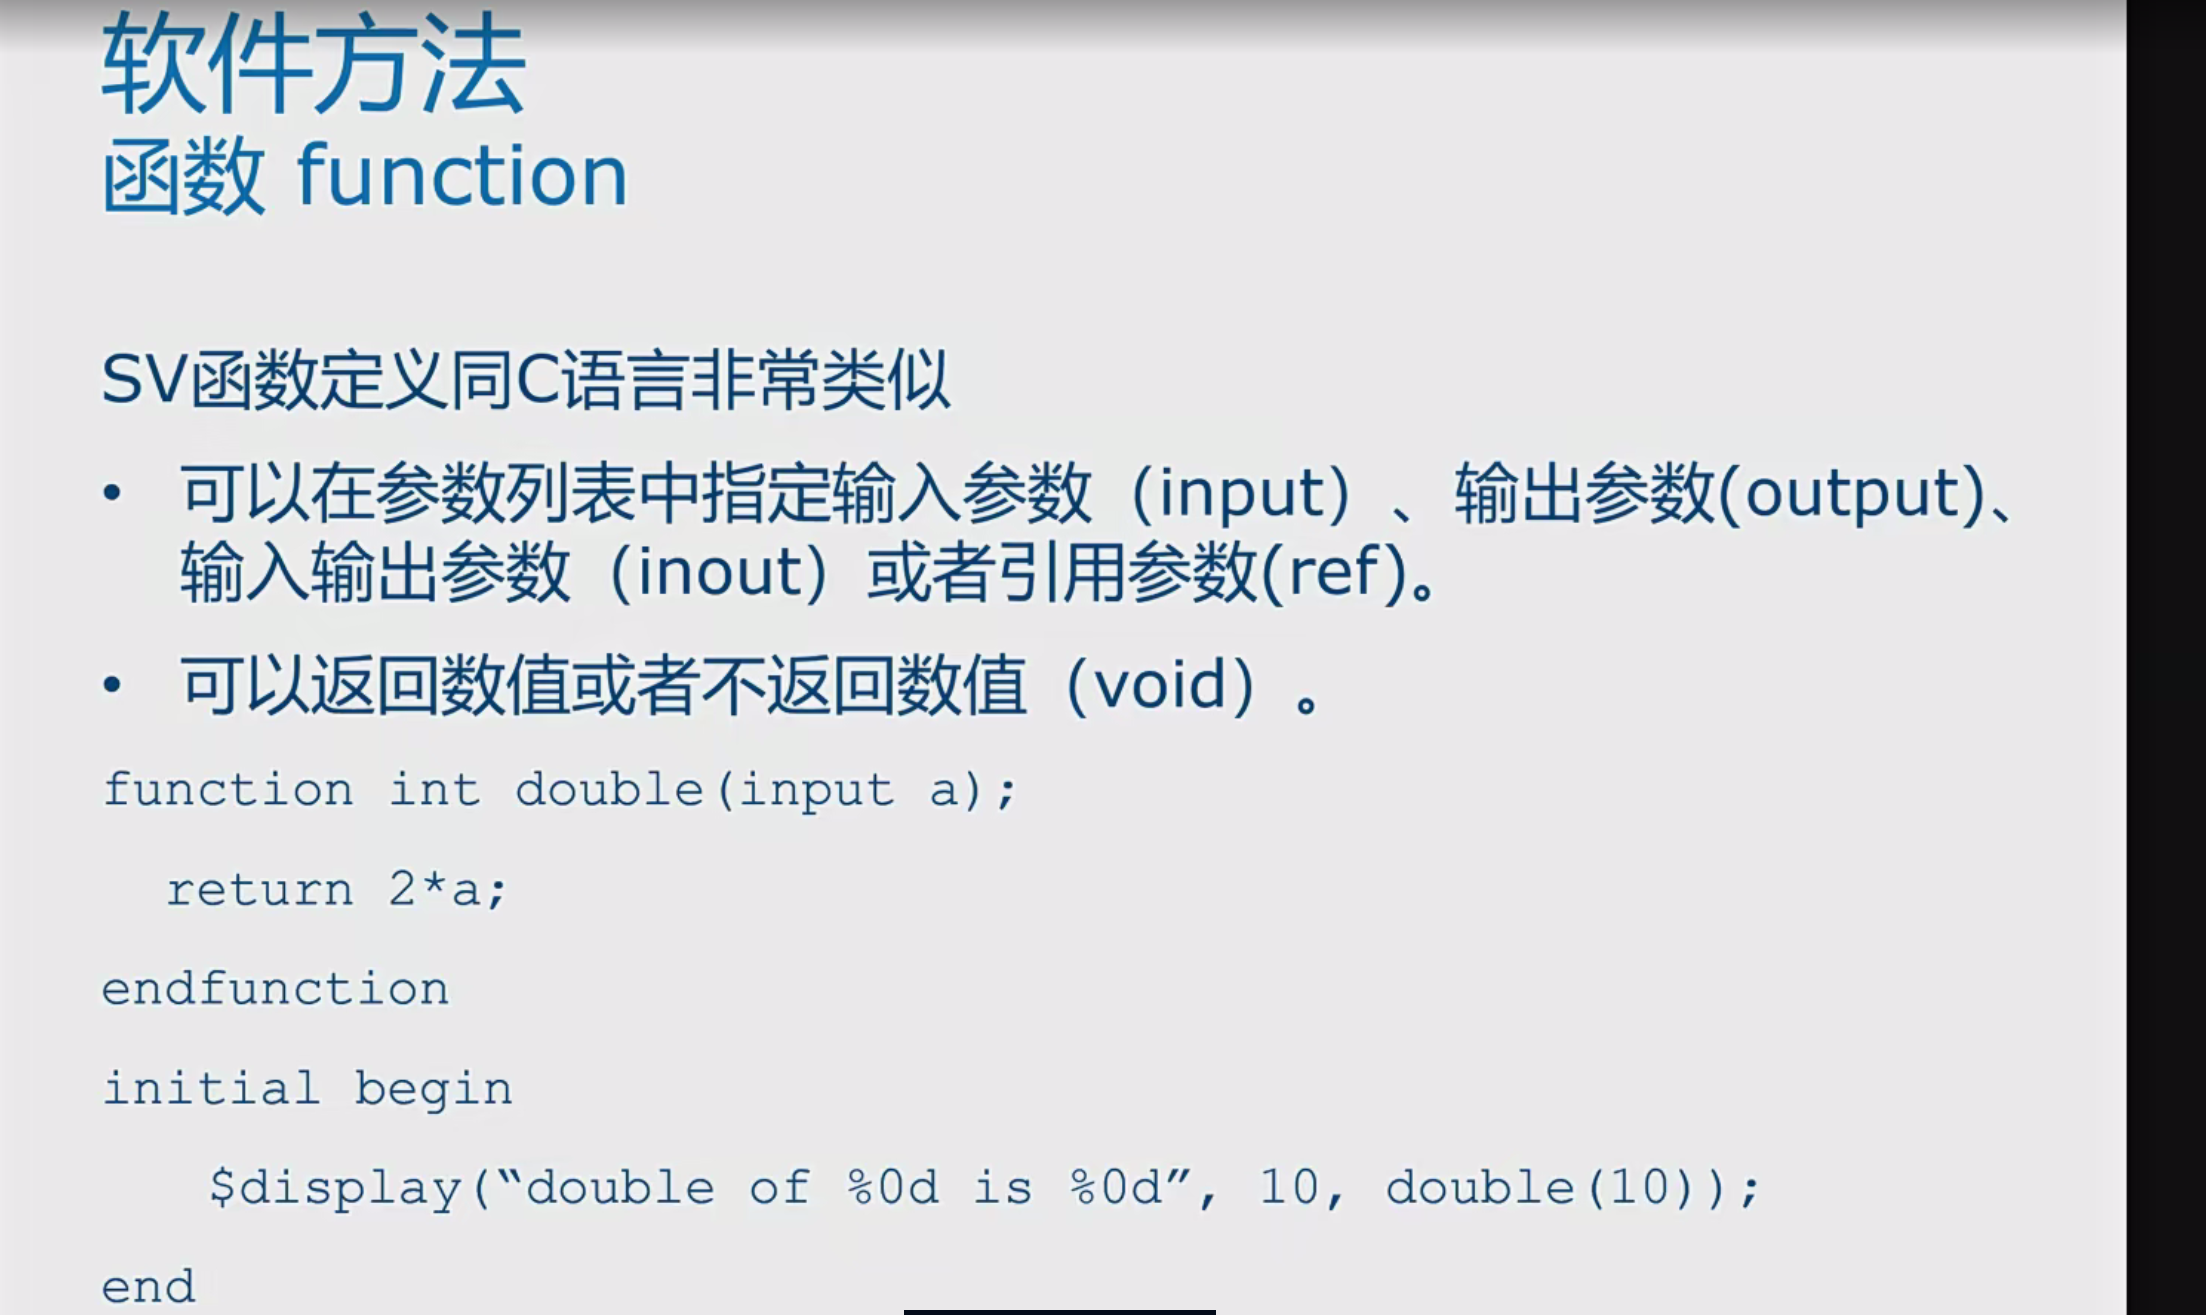 软件方法
函数 function
SV函数定义同C语言非常类似
• 可以在参数列表中指定输入参数（input）、输出参数(output)、
输入输出参数（inout）或者引用参数(ref)。
• 可以返回数值或者不返回数值（void）。
function int double(input a);
return 2*a;
endfunction
initial begin
$display(“double of %0d is %0d”, 10, double(10));
end